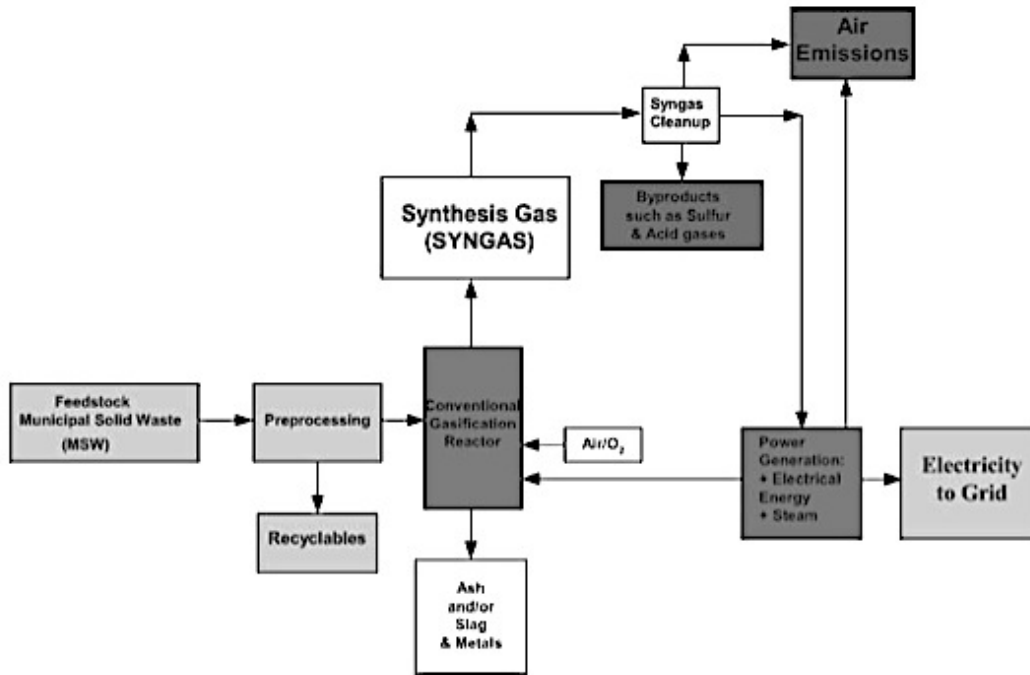 Air
Emissions
Syngas
Cleanup
Byproducts
such as Sulfur
& Acid gases
Synthesis Gas
(SYNGAS)
Feedstock
Municipal Solid Waste
(MSW)
Preprocessing
Conventional
Gasification
Reactor
Air/O₂
Power
Generation:
+ Electrical
Energy
+ Steam
Electricity
to Grid
Recyclables
Ash
and/or
Slag
& Metals